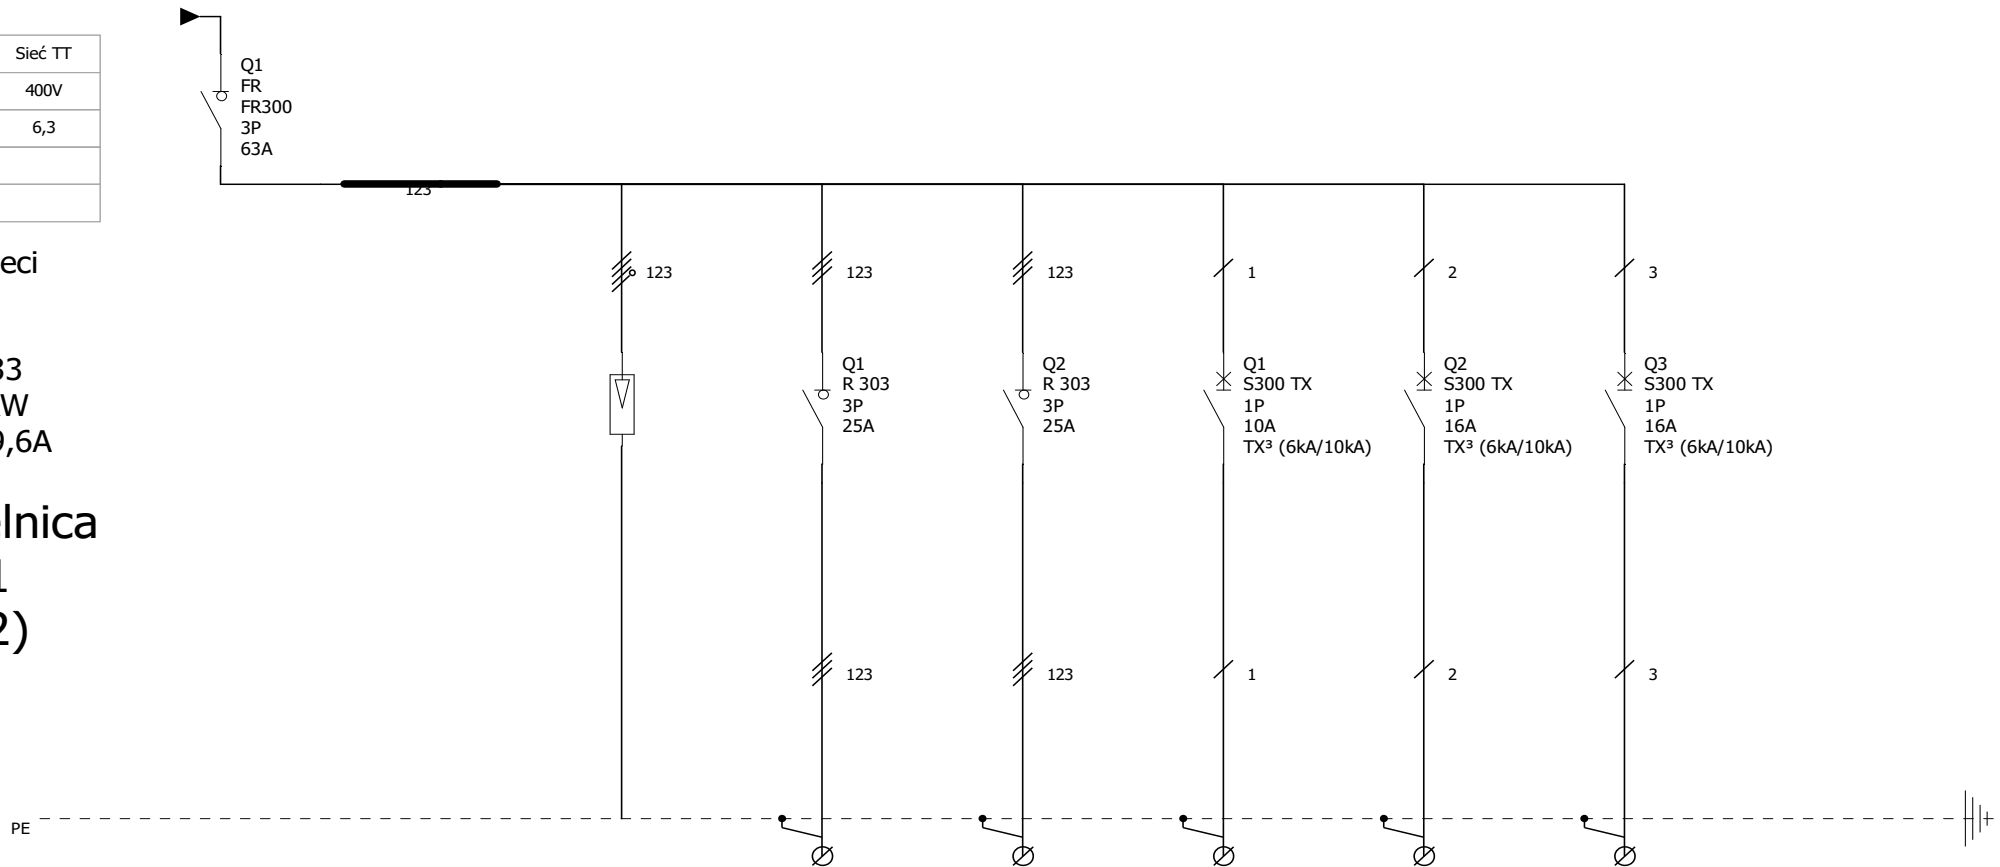 Sieć TT
400V
6,3
Q1
FR
FR300
3P
63A
123
123
123
123
1
2
3
Q1
R 303
3P
25A
Q2
R 303
3P
25A
Q1
S300 TX
1P
10A
TX³ (6kA/10kA)
Q2
S300 TX
1P
16A
TX³ (6kA/10kA)
Q3
S300 TX
1P
16A
TX³ (6kA/10kA)
123
123
1
2
3
eci
33
W
9,6A
lnica
1
2)
PE